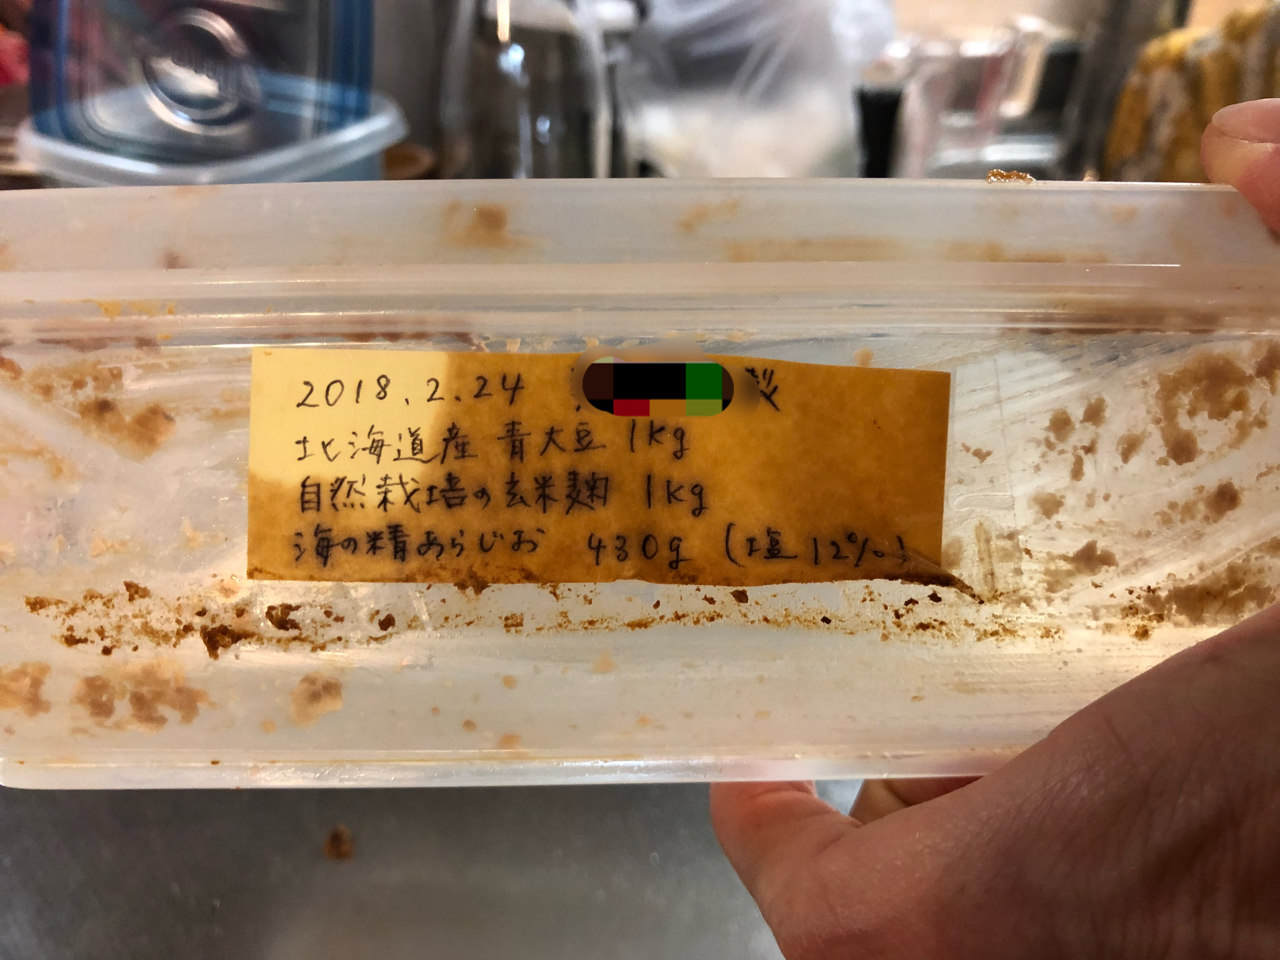 2018.2.24 製
北海道産 青大豆 1kg
自然栽培の玄米麹 1kg
海の精あらじお 430g (塩12%)